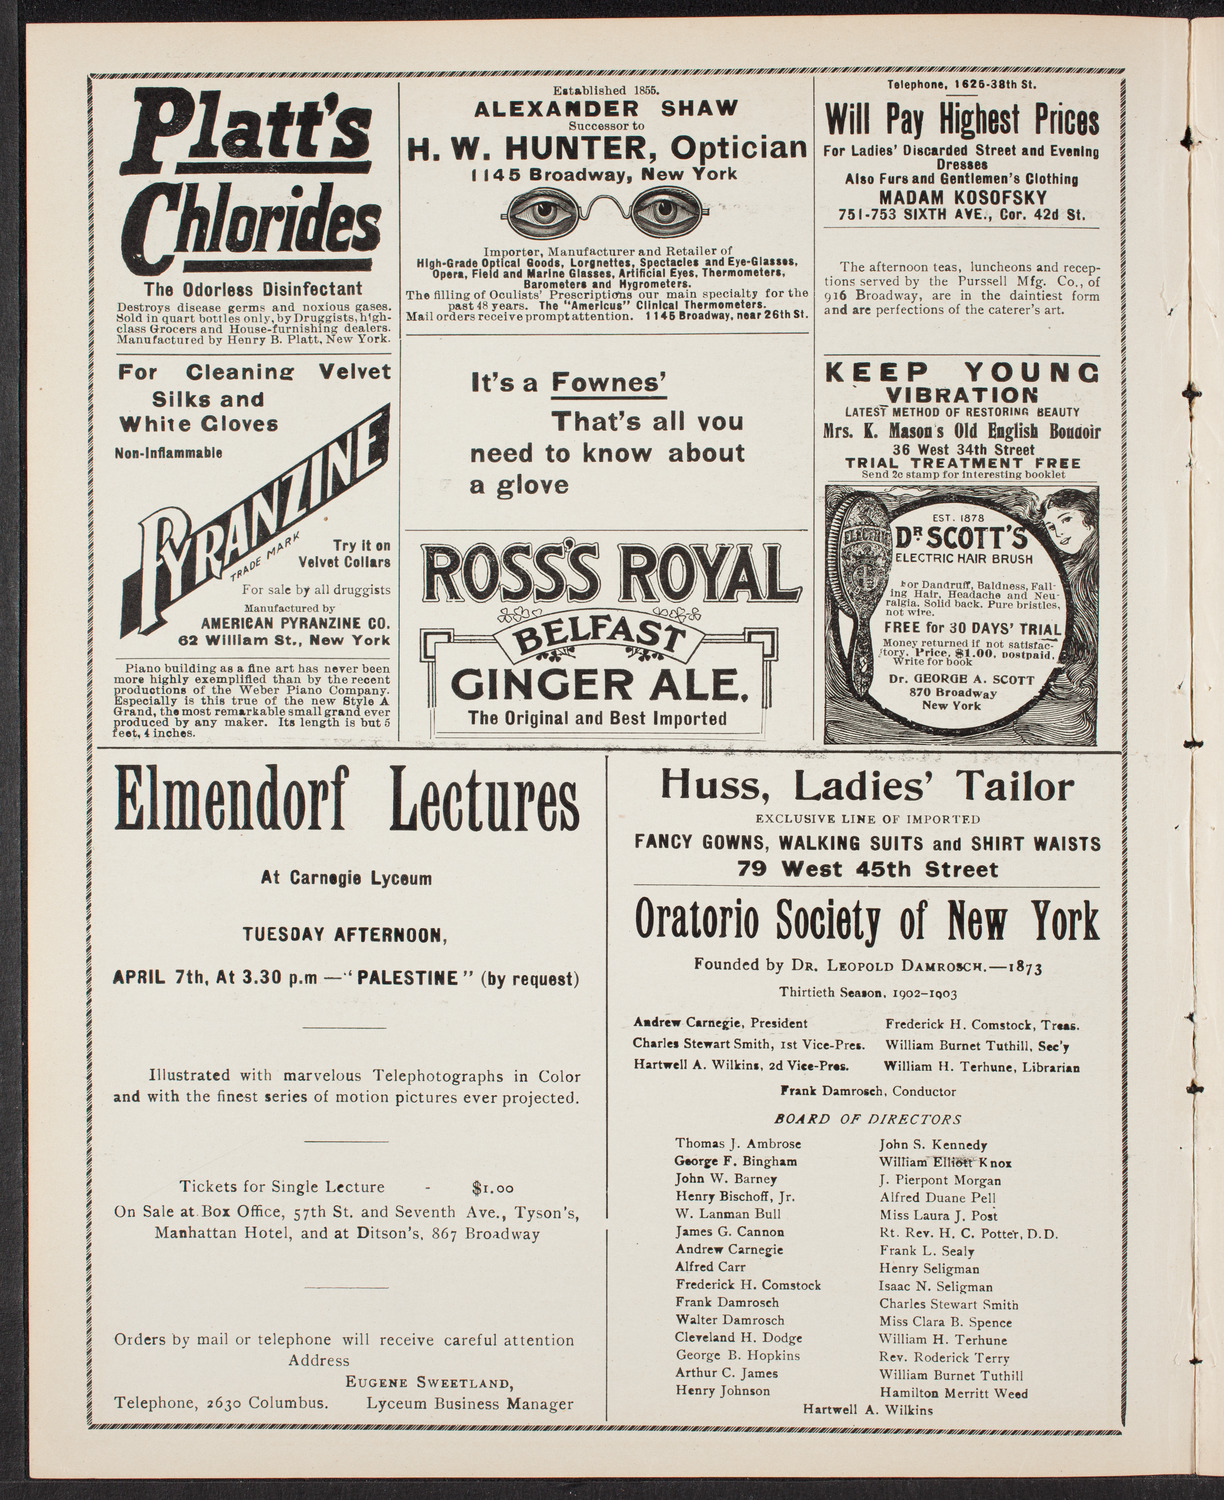 Platt's
Chlorides
The Odorless Disinfectant
Destroys disease germs and noxious gases.
Sold in quart bottles only, by Druggists, high-
class Grocers and House-furnishing dealers.
Manufactured by Henry B. Platt, New York.
For Cleaning Velvet
Silks and
White Gloves
Non-Inflammable
PYRANZINE
TRADE MARK
Try it on
Velvet Collars
For sale by all druggists
Manufactured by
AMERICAN PYRANZINE CO.
62 William St., New York
Piano building as a fine art has never been
more highly exemplified than by the recent
productions of the Weber Piano Company.
Especially is this true of the new Style A
Grand, the most remarkable small grand ever
produced by any maker. Its length is but 5
feet, 4 inches.
Established 1855.
ALEXANDER SHAW
Successor to
H. W. HUNTER, Optician
1145 Broadway, New York
Importer, Manufacturer and Retailer of
High-Grade Optical Goods, Lorgnettes, Spectacles and Eye-Glasses,
Opera, Field and Marine Glasses, Artificial Eyes, Thermometers,
Barometers and Hygrometers.
The filling of Oculists' Prescriptions our main specialty for the
past 48 years. The "Americus" Clinical Thermometers.
Mail orders receive prompt attention. 1145 Broadway, near 26th St.
It's a Fownes'
That's all you
need to know about
a glove
ROSS'S ROYAL
BELFAST
GINGER ALE.
The Original and Best Imported
Telephone, 1626-38th St.
Will Pay Highest Prices
For Ladies' Discarded Street and Evening
Dresses
Also Furs and Gentlemen's Clothing
MADAM KOSOFSKY
751-753 SIXTH AVE., Cor. 42d St.
The afternoon teas, luncheons and recep-
tions served by the Purssell Mfg. Co., of
916 Broadway, are in the daintiest form
and are perfections of the caterer's art.
KEEP YOUNG
VIBRATION
LATEST METHOD OF RESTORING BEAUTY
Mrs. K. Mason's Old English Boudoir
36 West 34th Street
TRIAL TREATMENT FREE
Send 2c stamp for interesting booklet
ELECTRIC
EST. 1878
DR. SCOTT'S
ELECTRIC HAIR BRUSH
For Dandruff, Baldness, Fall-
ing Hair, Headache and Neu-
ralgia. Solid back. Pure bristles,
not wire.
FREE for 30 DAYS' TRIAL
Money returned if not satisfac-
tory. Price, $1.00, postpaid.
Write for book
Dr. GEORGE A. SCOTT
870 Broadway
New York
Elmendorf Lectures
At Carnegie Lyceum
TUESDAY AFTERNOON,
APRIL 7th, At 3.30 p.m —"PALESTINE" (by request)
Illustrated with marvelous Telephotographs in Color
and with the finest series of motion pictures ever projected.
Tickets for Single Lecture - $1.00
On Sale at Box Office, 57th St. and Seventh Ave., Tyson's,
Manhattan Hotel, and at Ditson's, 867 Broadway
Orders by mail or telephone will receive careful attention
Address
EUGENE SWEETLAND,
Telephone, 2630 Columbus. Lyceum Business Manager
Huss, Ladies' Tailor
EXCLUSIVE LINE OF IMPORTED
FANCY GOWNS, WALKING SUITS and SHIRT WAISTS
79 West 45th Street
Oratorio Society of New York
Founded by DR. LEOPOLD DAMROSCH.—1873
Thirtieth Season, 1902-1903
Andrew Carnegie, President Frederick H. Comstock, Treas.
Charles Stewart Smith, 1st Vice-Pres. William Burnet Tuthill, Sec'y
Hartwell A. Wilkins, 2d Vice-Pres. William H. Terhune, Librarian
Frank Damrosch, Conductor
BOARD OF DIRECTORS
Thomas J. Ambrose John S. Kennedy
George F. Bingham William Elliott Knox
John W. Barney J. Pierpont Morgan
Henry Bischoff, Jr. Alfred Duane Pell
W. Lanman Bull Miss Laura J. Post
James G. Cannon Rt. Rev. H. C. Potter, D.D.
Andrew Carnegie Frank L. Sealy
Alfred Carr Henry Seligman
Frederick H. Comstock Isaac N. Seligman
Frank Damrosch Charles Stewart Smith
Walter Damrosch Miss Clara B. Spence
Cleveland H. Dodge William H. Terhune
George B. Hopkins Rev. Roderick Terry
Arthur C. James William Burnet Tuthill
Henry Johnson Hamilton Merritt Weed
Hartwell A. Wilkins